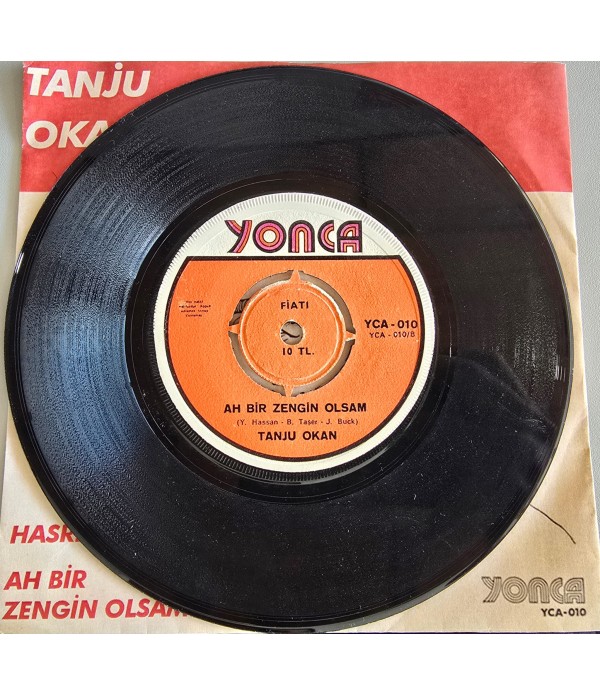 TANJU
OKA
YONCA
FİATI
10 TL.
YCA - 010
YCA - 010/B
AH BİR ZENGİN OLSAM
(Y. Hassan - B. Taşer - J. Buck)
TANJU OKAN
HASR
AH BİR
ZENGİN OLSAM
YONCA
YCA-010